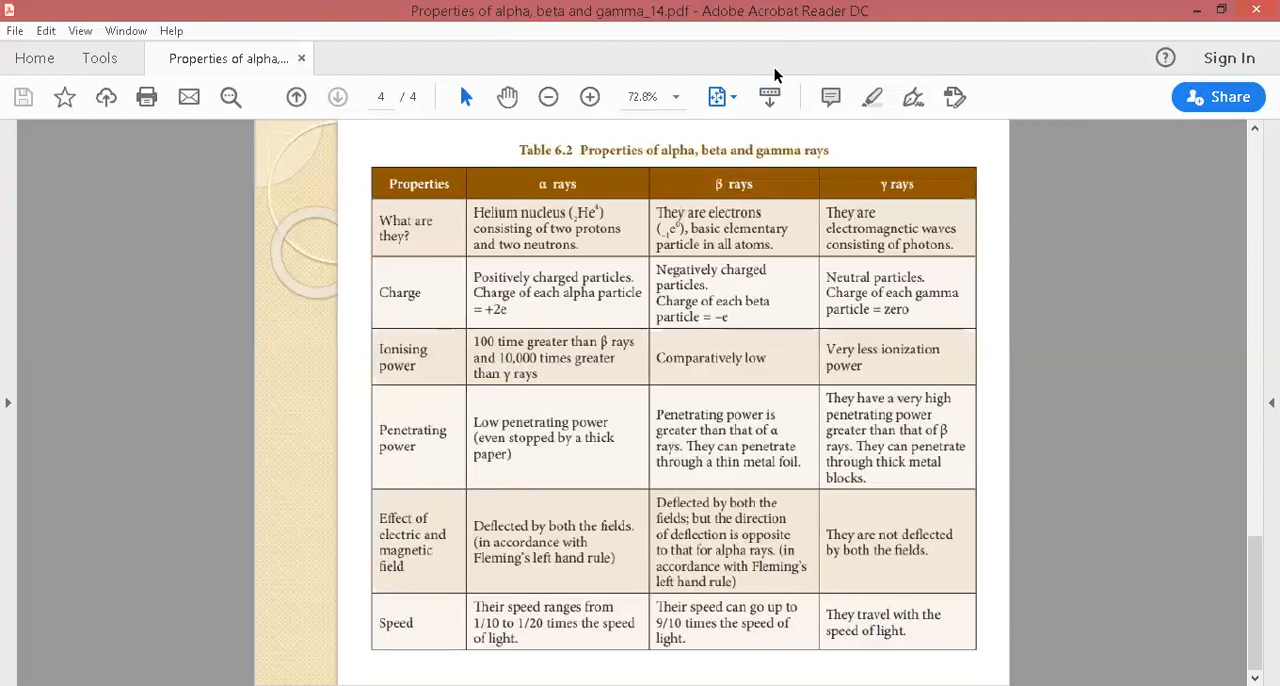 Properties of alpha, beta and gamma_14.pdf - Adobe Acrobat Reader DC
File Edit View Window Help
Home Tools Properties of alpha,... × Sign In
4 / 4 72.8% Share
Table 6.2 Properties of alpha, beta and gamma rays
Properties α rays β rays γ rays
What are
they?
Helium nucleus (₂He⁴)
consisting of two protons
and two neutrons.
They are electrons
(₋₁e⁰), basic elementary
particle in all atoms.
They are
electromagnetic waves
consisting of photons.
Charge
Positively charged particles.
Charge of each alpha particle
= +2e
Negatively charged
particles.
Charge of each beta
particle = –e
Neutral particles.
Charge of each gamma
particle = zero
Ionising
power
100 time greater than β rays
and 10,000 times greater
than γ rays
Comparatively low
Very less ionization
power
Penetrating
power
Low penetrating power
(even stopped by a thick
paper)
Penetrating power is
greater than that of α
rays. They can penetrate
through a thin metal foil.
They have a very high
penetrating power
greater than that of β
rays. They can penetrate
through thick metal
blocks.
Effect of
electric and
magnetic
field
Deflected by both the fields.
(in accordance with
Fleming's left hand rule)
Deflected by both the
fields; but the direction
of deflection is opposite
to that for alpha rays. (in
accordance with Fleming's
left hand rule)
They are not deflected
by both the fields.
Speed
Their speed ranges from
1/10 to 1/20 times the speed
of light.
Their speed can go up to
9/10 times the speed of
light.
They travel with the
speed of light.